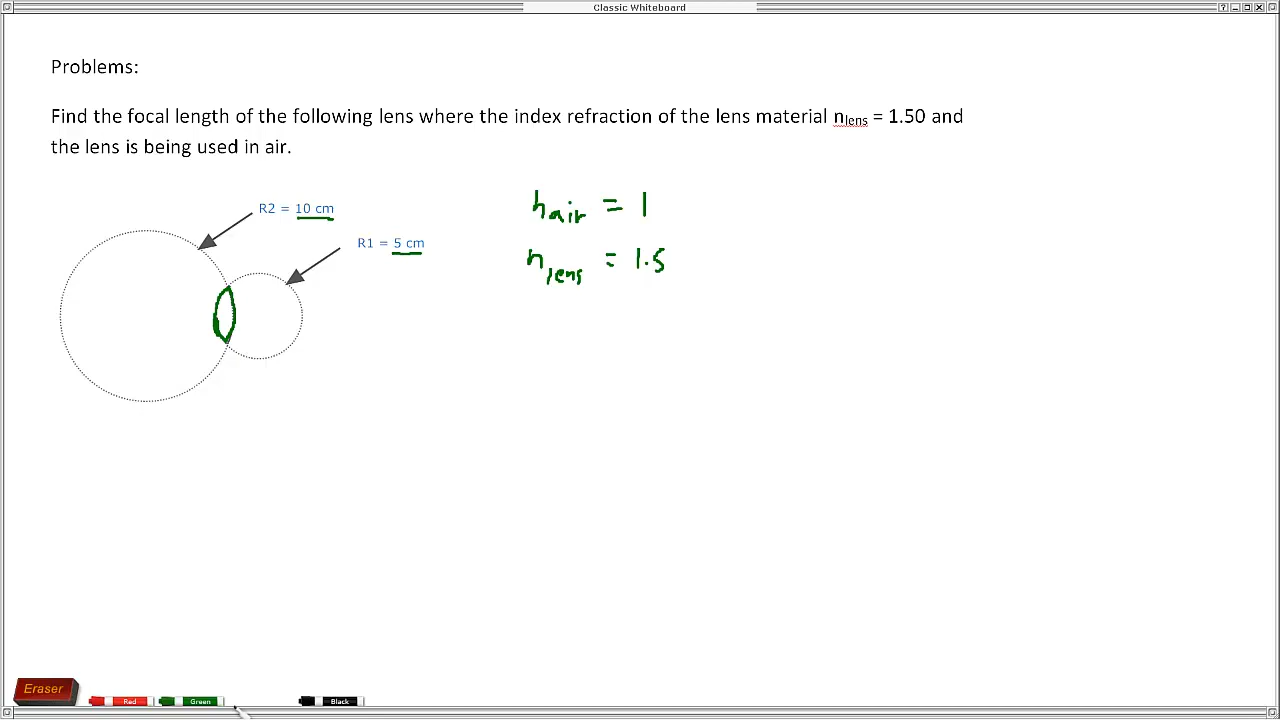 Classic Whiteboard
Problems:
Find the focal length of the following lens where the index refraction of the lens material nlens = 1.50 and
the lens is being used in air.
R2 = 10 cm
R1 = 5 cm
nair = 1
nlens = 1.5
Eraser
Red
Green
Black